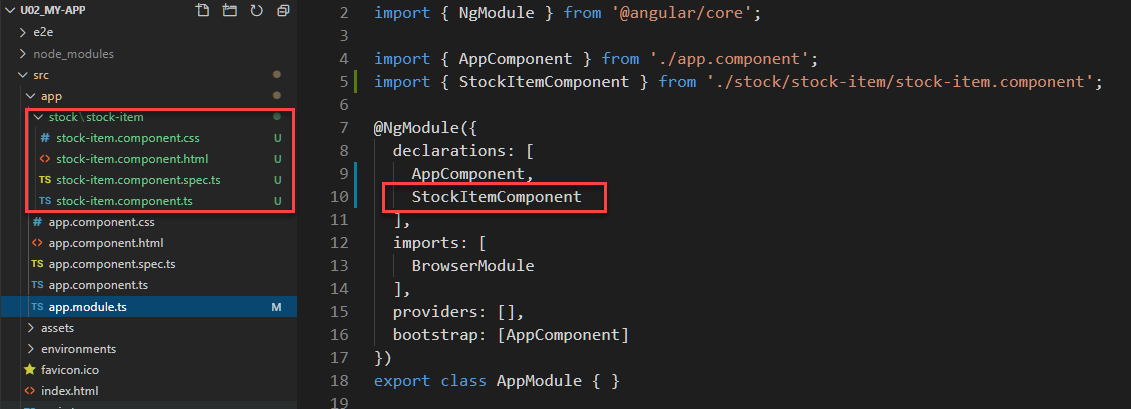 U02_MY-APP
e2e
node_modules
src
app
stock\stock-item
# stock-item.component.css U
<> stock-item.component.html U
TS stock-item.component.spec.ts U
TS stock-item.component.ts U
# app.component.css
<> app.component.html
TS app.component.spec.ts
TS app.component.ts
TS app.module.ts M
assets
environments
favicon.ico
<> index.html
2 import { NgModule } from '@angular/core';
3
4 import { AppComponent } from './app.component';
5 import { StockItemComponent } from './stock/stock-item/stock-item.component';
6
7 @NgModule({
8 declarations: [
9 AppComponent,
10 StockItemComponent
11 ],
12 imports: [
13 BrowserModule
14 ],
15 providers: [],
16 bootstrap: [AppComponent]
17 })
18 export class AppModule { }
19